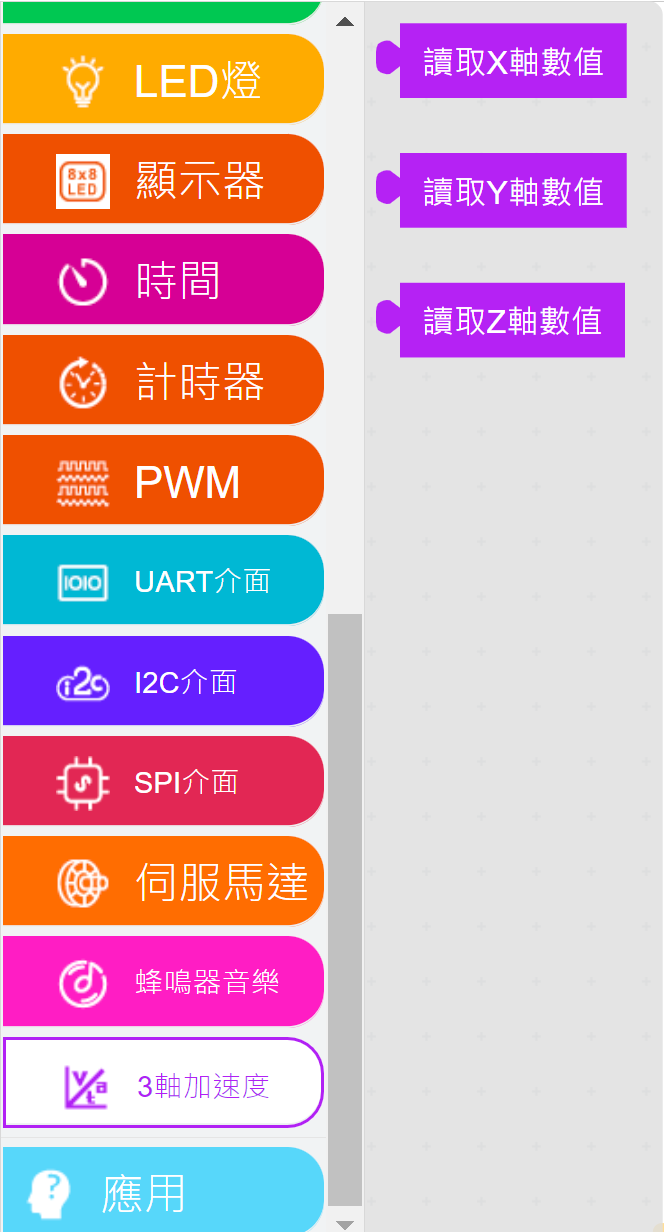 LED燈
8x8
LED
顯示器
時間
計時器
PWM
IOIO
UART介面
i2c
I2C介面
SPI介面
伺服馬達
蜂鳴器音樂
V
a
t
3軸加速度
?
應用
讀取X軸數值
讀取Y軸數值
讀取Z軸數值